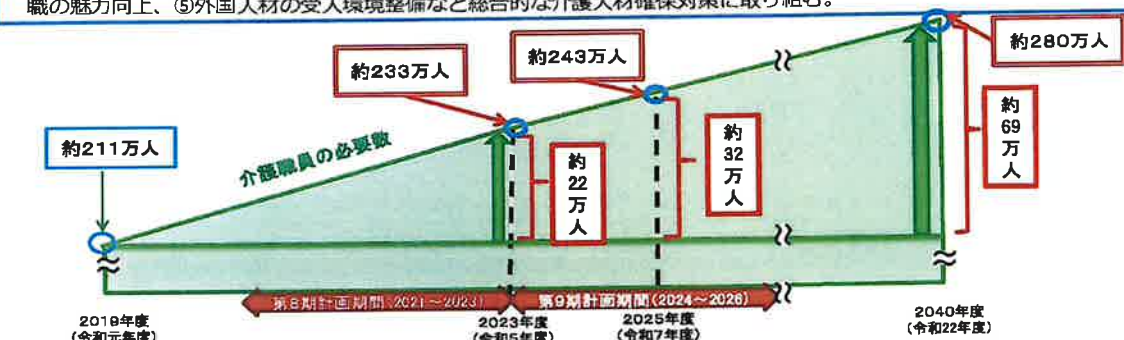 職の魅力向上、⑤外国人材の受入環境整備など総合的な介護人材確保対策に取り組む。
約280万人
約243万人
約233万人
約211万人
介護職員の必要数
約22万人
約32万人
約69万人
第8期計画期間(2021～2023)
第9期計画期間(2024～2026)
2019年度
(令和元年度)
2023年度
(令和5年度)
2025年度
(令和7年度)
2040年度
(令和22年度)